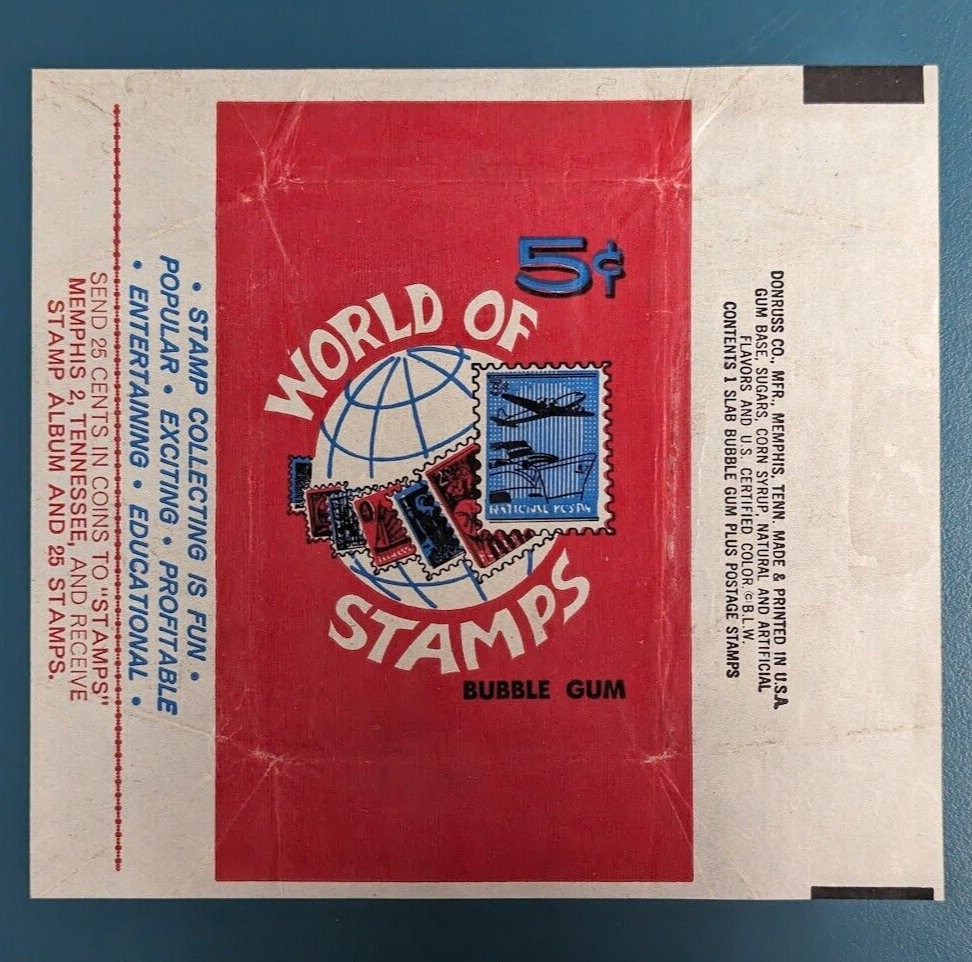 SEND 25 CENTS IN COINS TO "STAMPS"
MEMPHIS 2, TENNESSEE, AND RECEIVE
STAMP ALBUM AND 25 STAMPS.
• STAMP COLLECTING IS FUN •
POPULAR • EXCITING • PROFITABLE
• ENTERTAINING • EDUCATIONAL •
5¢
WORLD OF
STAMPS
BUBBLE GUM
DONRUSS CO., MFR., MEMPHIS, TENN. MADE & PRINTED IN U.S.A.
GUM BASE, SUGARS, CORN SYRUP, NATURAL AND ARTIFICIAL
FLAVORS AND U.S. CERTIFIED COLOR. © B.L.W.
CONTENTS 1 SLAB BUBBLE GUM PLUS POSTAGE STAMPS